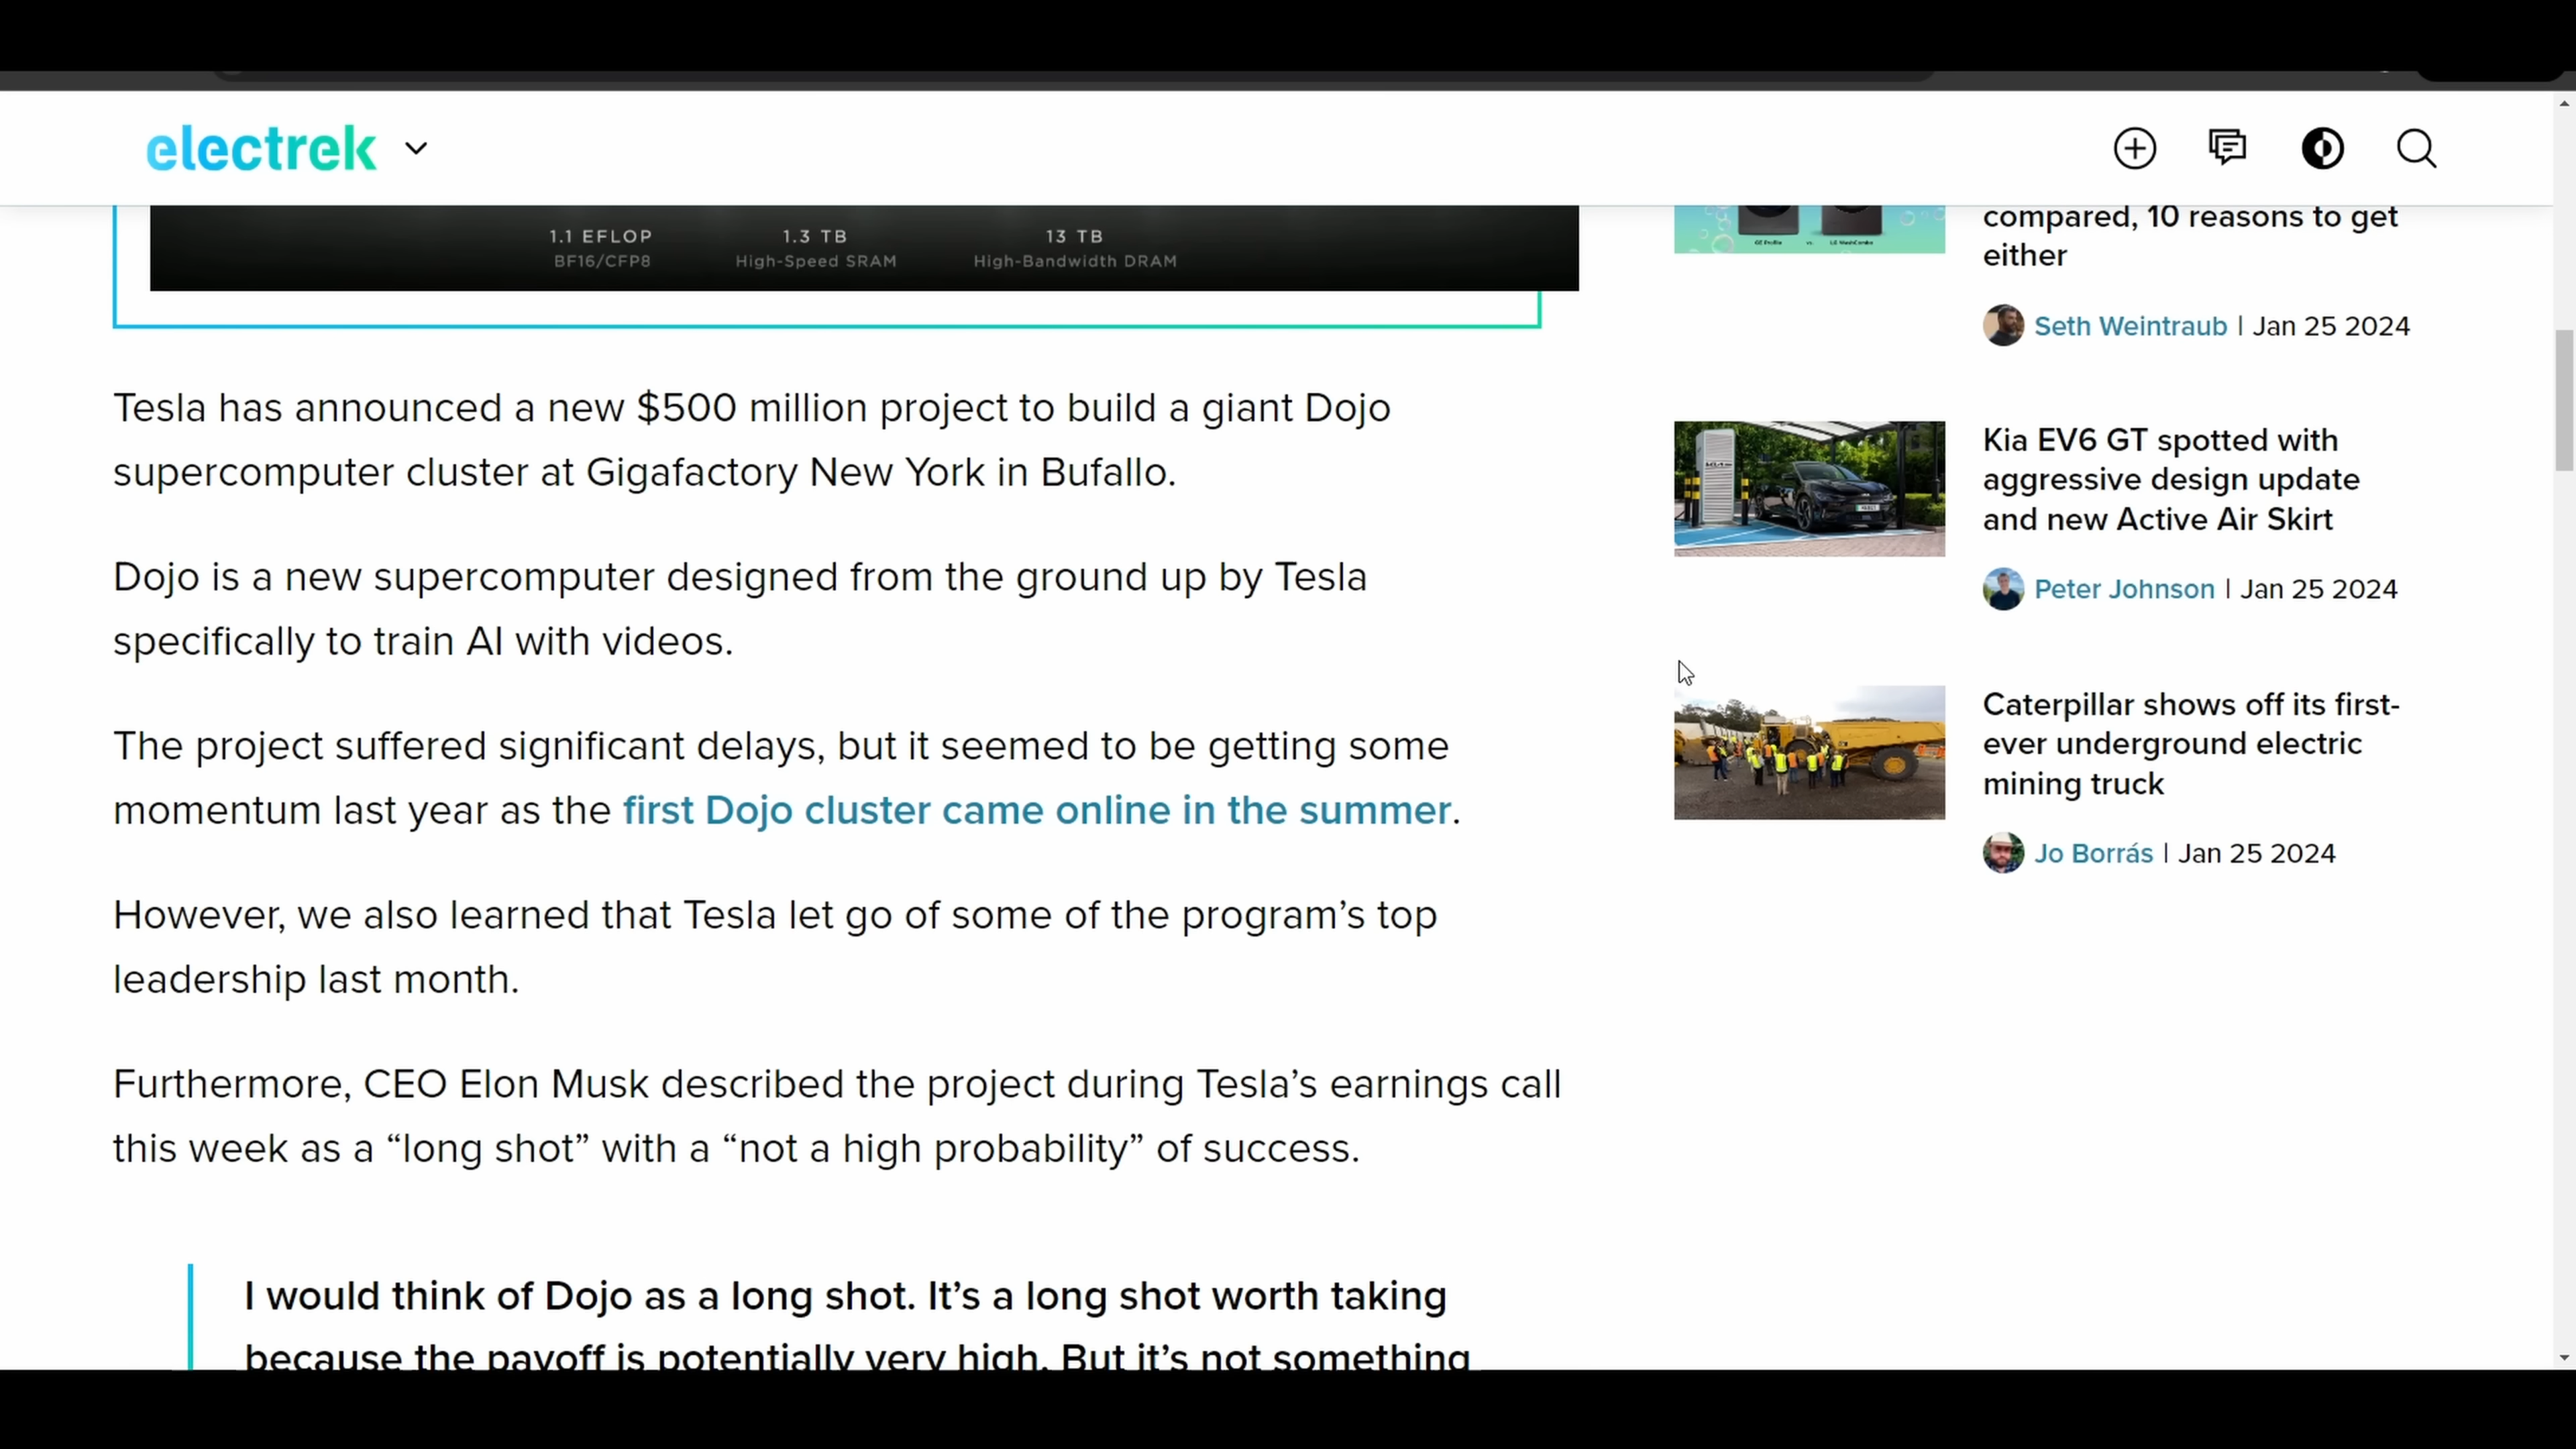 electrek
1.1 EFLOP
BF16/CFP8
1.3 TB
High-Speed SRAM
13 TB
High-Bandwidth DRAM
Tesla has announced a new $500 million project to build a giant Dojo
supercomputer cluster at Gigafactory New York in Bufallo.
Dojo is a new supercomputer designed from the ground up by Tesla
specifically to train AI with videos.
The project suffered significant delays, but it seemed to be getting some
momentum last year as the first Dojo cluster came online in the summer.
However, we also learned that Tesla let go of some of the program’s top
leadership last month.
Furthermore, CEO Elon Musk described the project during Tesla’s earnings call
this week as a “long shot” with a “not a high probability” of success.
I would think of Dojo as a long shot. It’s a long shot worth taking
because the payoff is potentially very high. But it’s not something
GE Profile vs. LG WashCombo
compared, 10 reasons to get
either
Seth Weintraub | Jan 25 2024
Kia EV6 GT spotted with
aggressive design update
and new Active Air Skirt
Peter Johnson | Jan 25 2024
Caterpillar shows off its first-
ever underground electric
mining truck
Jo Borrás | Jan 25 2024